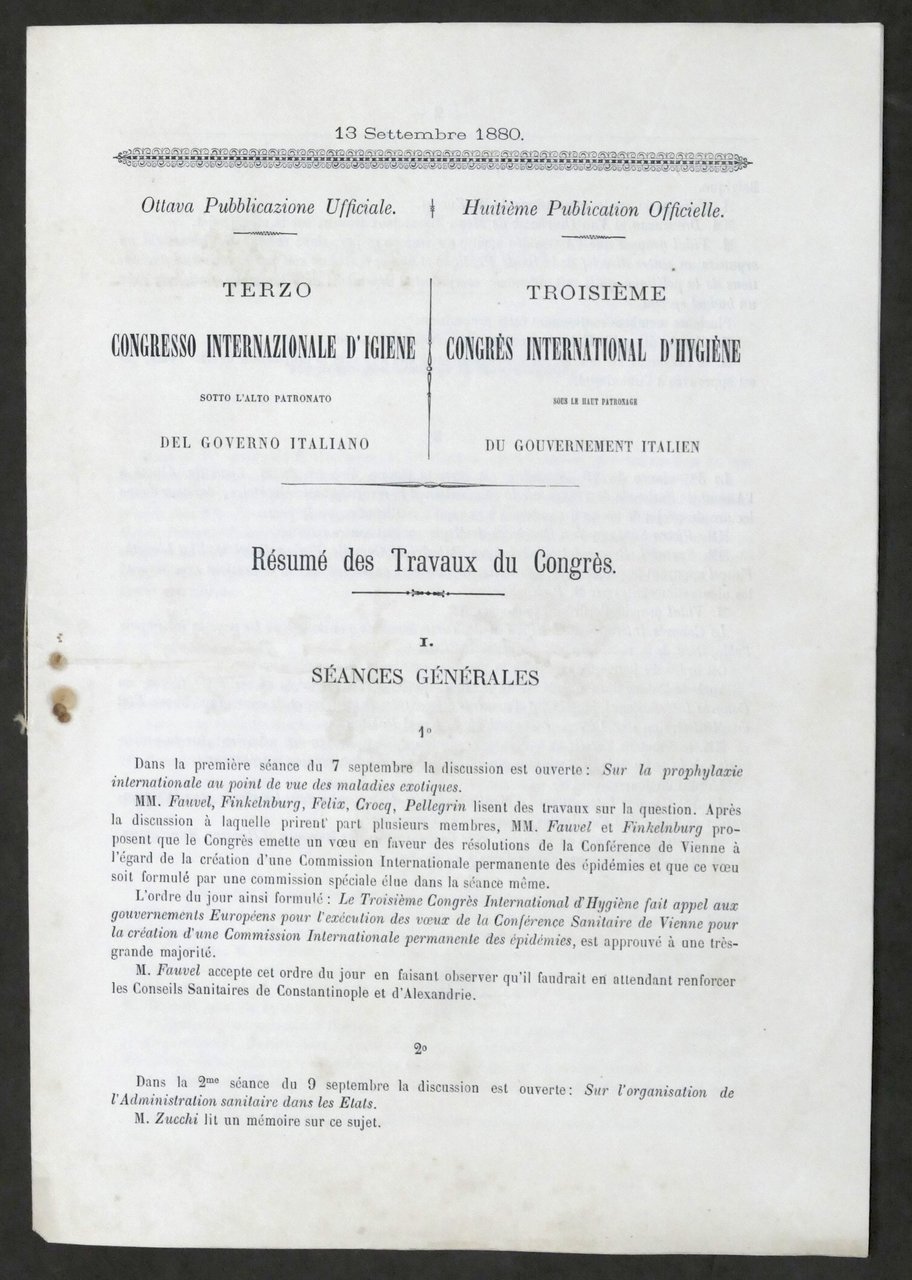 13 Settembre 1880.
Ottava Pubblicazione Ufficiale.
TERZO
CONGRESSO INTERNAZIONALE D'IGIENE
SOTTO L'ALTO PATRONATO
DEL GOVERNO ITALIANO
Huitième Publication Officielle.
TROISIÈME
CONGRÈS INTERNATIONAL D'HYGIÈNE
SOUS LE HAUT PATRONAGE
DU GOUVERNEMENT ITALIEN
Résumé des Travaux du Congrès.
I.
SÉANCES GÉNÉRALES
1º
Dans la première séance du 7 septembre la discussion est ouverte: Sur la prophylaxie
internationale au point de vue des maladies exotiques.
MM. Fauvel, Finkelnburg, Felix, Crocq, Pellegrin lisent des travaux sur la question. Après
la discussion à laquelle prirent part plusieurs membres, MM. Fauvel et Finkelnburg pro-
posent que le Congrès emette un vœu en faveur des résolutions de la Conférence de Vienne à
l'égard de la création d'une Commission Internationale permanente des épidémies et que ce vœu
soit formulé par une commission spéciale élue dans la séance même.
L'ordre du jour ainsi formulé: Le Troisième Congrès International d'Hygiène fait appel aux
gouvernements Européens pour l'exécution des vœux de la Conférence Sanitaire de Vienne pour
la création d'une Commission Internationale permanente des épidémies, est approuvé à une très-
grande majorité.
M. Fauvel accepte cet ordre du jour en faisant observer qu'il faudrait en attendant renforcer
les Conseils Sanitaires de Constantinople et d'Alexandrie.
2º
Dans la 2me séance du 9 septembre la discussion est ouverte: Sur l'organisation de
l'Administration sanitaire dans les Etats.
M. Zucchi lit un mémoire sur ce sujet.